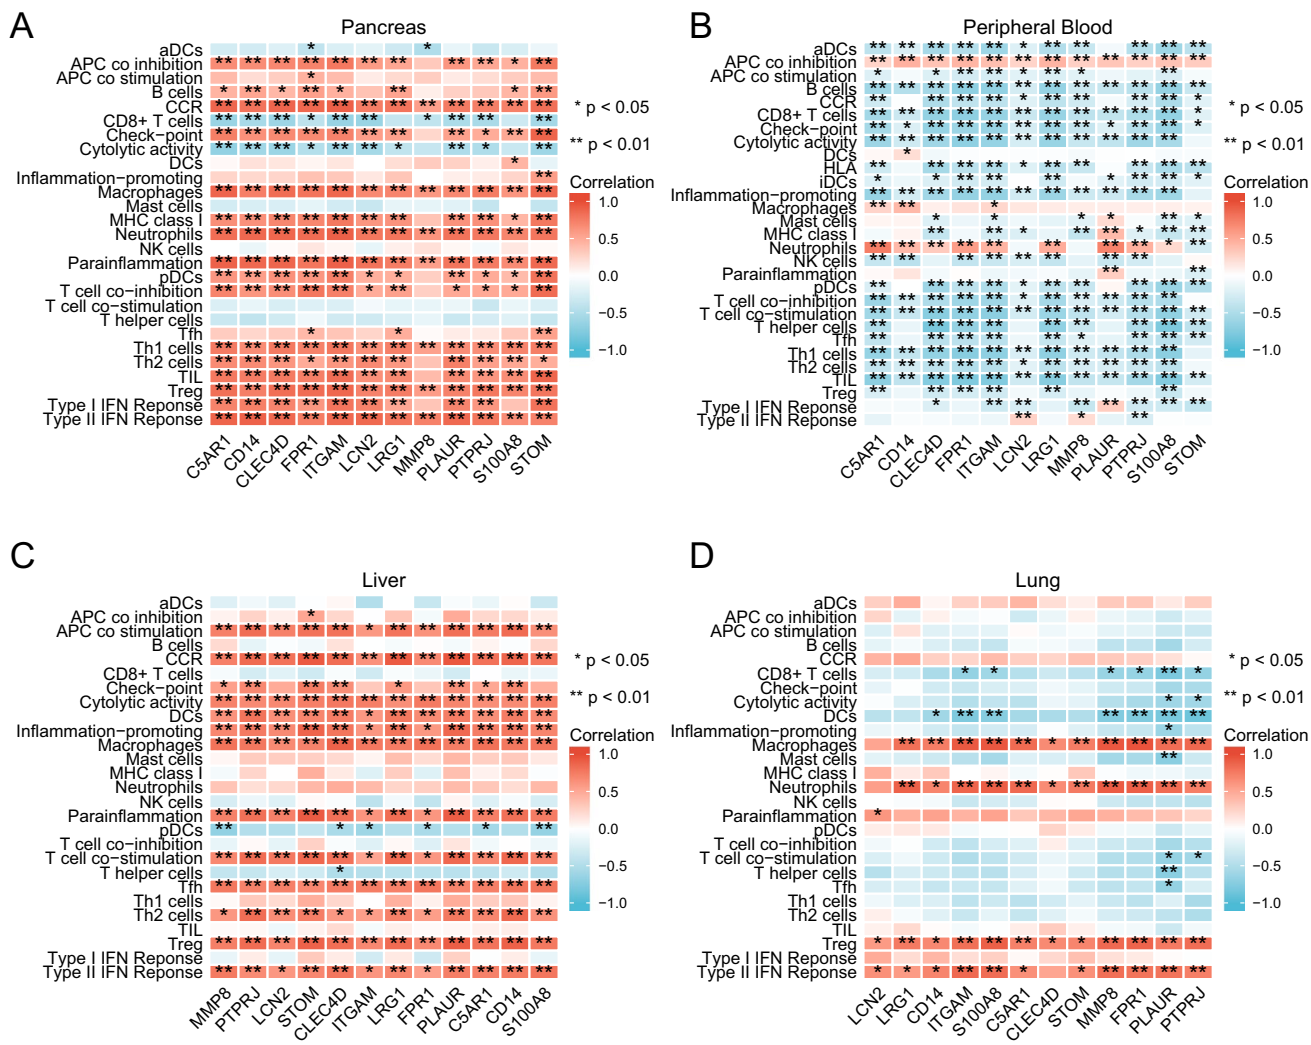 A
Pancreas
aDCs
APC co inhibition
APC co stimulation
B cells
CCR
CD8+ T cells
Check−point
Cytolytic activity
DCs
Inflammation−promoting
Macrophages
Mast cells
MHC class I
Neutrophils
NK cells
Parainflammation
pDCs
T cell co−inhibition
T cell co−stimulation
T helper cells
Tfh
Th1 cells
Th2 cells
TIL
Treg
Type I IFN Reponse
Type II IFN Reponse
C5AR1
CD14
CLEC4D
FPR1
ITGAM
LCN2
LRG1
MMP8
PLAUR
PTPRJ
S100A8
STOM
* p < 0.05
** p < 0.01
Correlation
1.0
0.5
0.0
−0.5
−1.0
B
Peripheral Blood
aDCs
APC co inhibition
APC co stimulation
B cells
CCR
CD8+ T cells
Check−point
Cytolytic activity
DCs
HLA
iDCs
Inflammation−promoting
Macrophages
Mast cells
MHC class I
Neutrophils
NK cells
Parainflammation
pDCs
T cell co−inhibition
T cell co−stimulation
T helper cells
Tfh
Th1 cells
Th2 cells
TIL
Treg
Type I IFN Reponse
Type II IFN Reponse
C5AR1
CD14
CLEC4D
FPR1
ITGAM
LCN2
LRG1
MMP8
PLAUR
PTPRJ
S100A8
STOM
* p < 0.05
** p < 0.01
Correlation
1.0
0.5
0.0
−0.5
−1.0
C
Liver
aDCs
APC co inhibition
APC co stimulation
B cells
CCR
CD8+ T cells
Check−point
Cytolytic activity
DCs
Inflammation−promoting
Macrophages
Mast cells
MHC class I
Neutrophils
NK cells
Parainflammation
pDCs
T cell co−inhibition
T cell co−stimulation
T helper cells
Tfh
Th1 cells
Th2 cells
TIL
Treg
Type I IFN Reponse
Type II IFN Reponse
MMP8
PTPRJ
LCN2
STOM
CLEC4D
ITGAM
LRG1
FPR1
PLAUR
C5AR1
CD14
S100A8
* p < 0.05
** p < 0.01
Correlation
1.0
0.5
0.0
−0.5
−1.0
D
Lung
aDCs
APC co inhibition
APC co stimulation
B cells
CCR
CD8+ T cells
Check−point
Cytolytic activity
DCs
Inflammation−promoting
Macrophages
Mast cells
MHC class I
Neutrophils
NK cells
Parainflammation
pDCs
T cell co−inhibition
T cell co−stimulation
T helper cells
Tfh
Th1 cells
Th2 cells
TIL
Treg
Type I IFN Reponse
Type II IFN Reponse
LCN2
LRG1
CD14
ITGAM
S100A8
C5AR1
CLEC4D
STOM
MMP8
FPR1
PLAUR
PTPRJ
* p < 0.05
** p < 0.01
Correlation
1.0
0.5
0.0
−0.5
−1.0